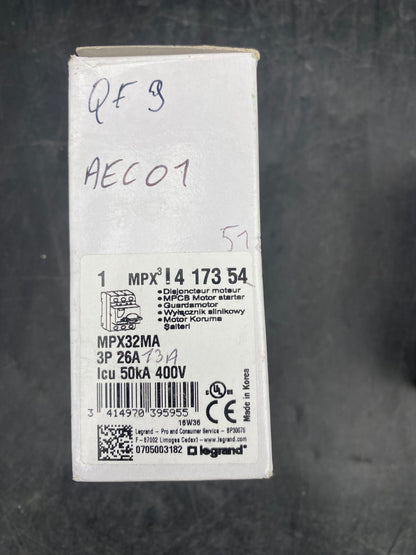 QF9
AEC01
51
1 MPX³ ! 4 173 54
• Disjoncteur moteur
• MPCB Motor starter
• Guardamotor
• Wyłącznik silnikowy
• Motor Koruma
Şalteri
MPX32MA
3P 26A 13A
Icu 50kA 400V
3 414970 395955
16W36
Made in Korea
Legrand - Pro and Consumer Service - BP30076
F - 87002 Limoges Cedex1 - www.legrand.com
0705003182 legrand
CE
UL